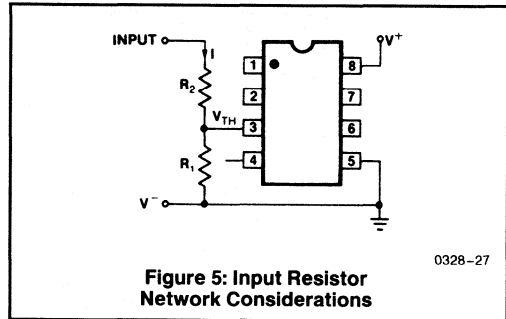 INPUT
I
R2
VTH
R1
V−
1
2
3
4
8
7
6
5
V+
0328–27
Figure 5: Input Resistor
Network Considerations